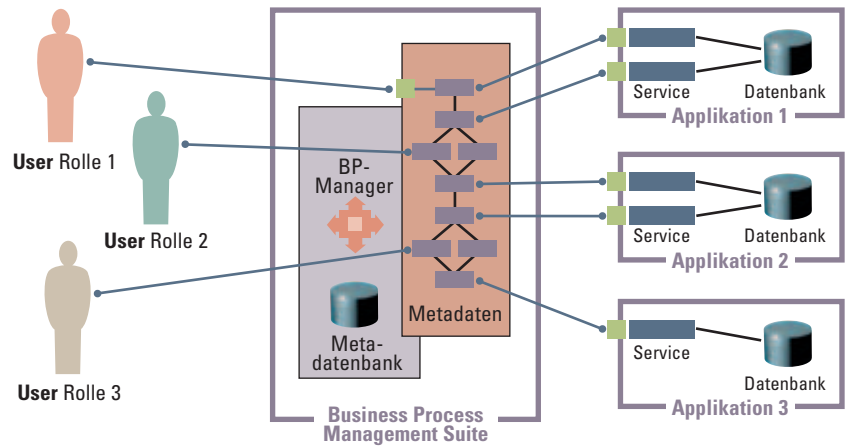 User Rolle 1
User Rolle 2
User Rolle 3
BP-
Manager
Meta-
datenbank
Metadaten
Business Process
Management Suite
Service
Datenbank
Applikation 1
Service
Datenbank
Applikation 2
Service
Datenbank
Applikation 3